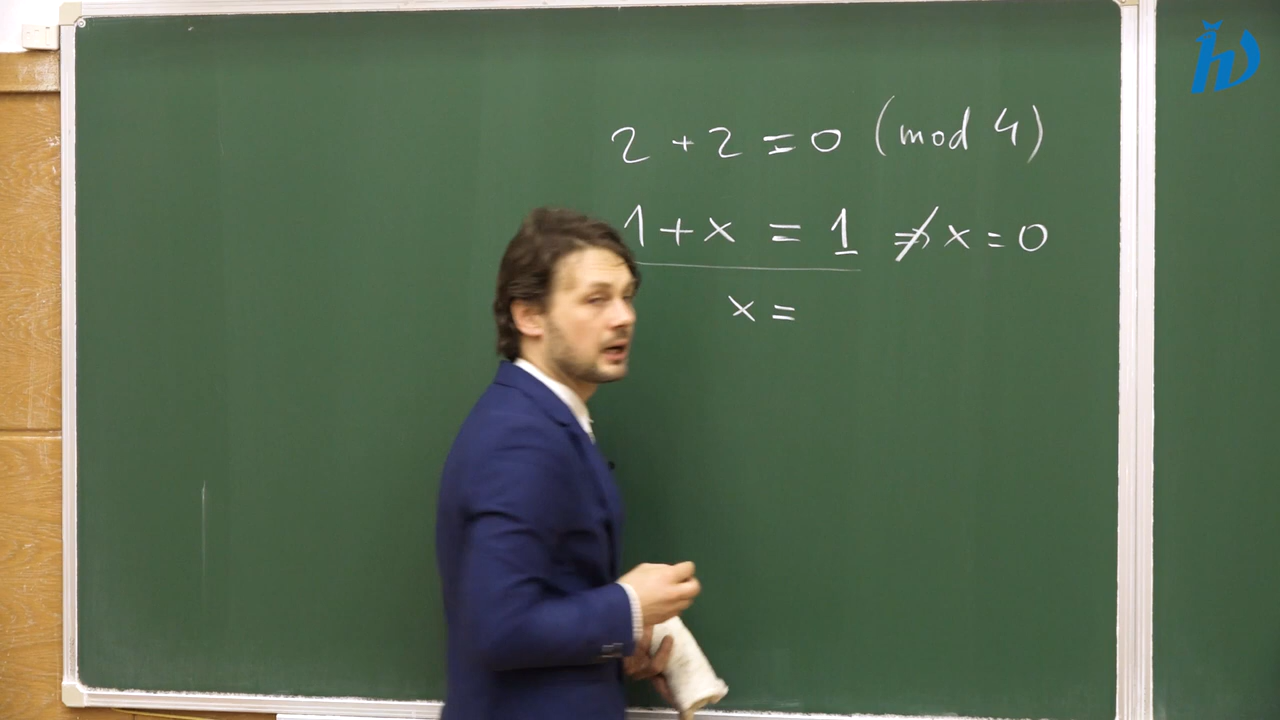 2 + 2 = 0 (mod 4)
1 + x = 1 ⇏ x = 0
x =